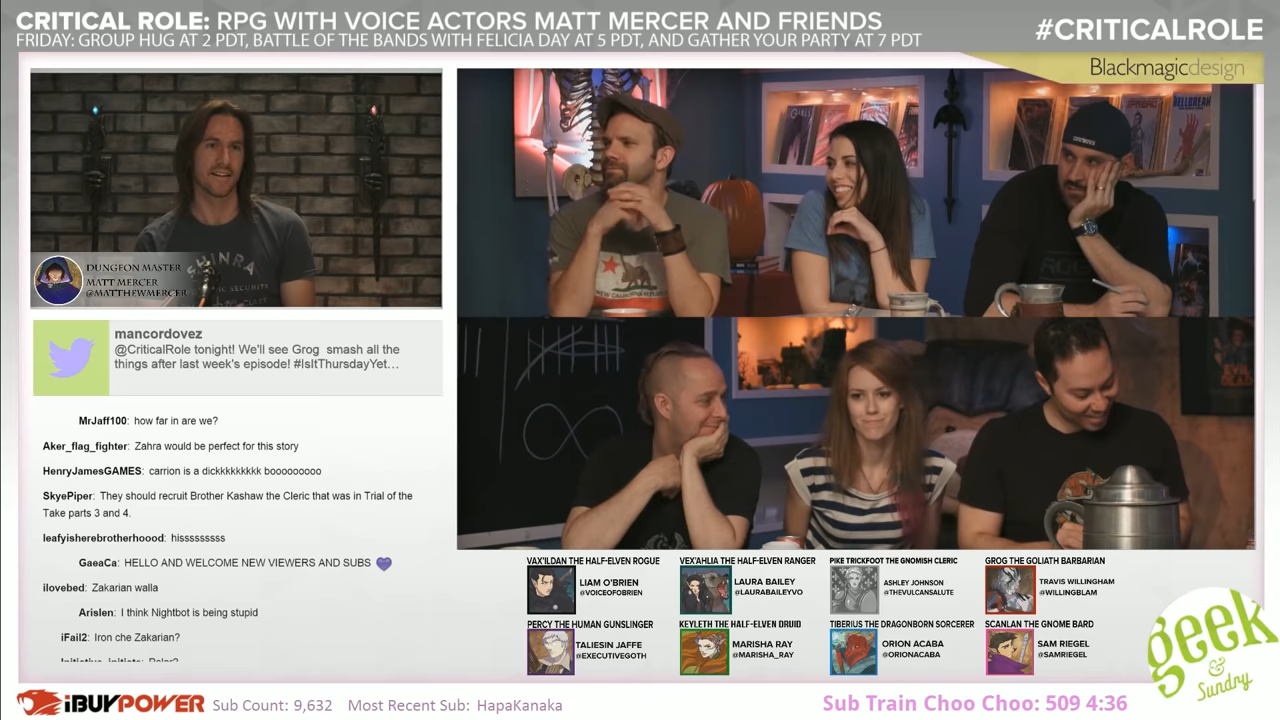 CRITICAL ROLE: RPG WITH VOICE ACTORS MATT MERCER AND FRIENDS
FRIDAY: GROUP HUG AT 2 PDT, BATTLE OF THE BANDS WITH FELICIA DAY AT 5 PDT, AND GATHER YOUR PARTY AT 7 PDT
#CRITICALROLE
Blackmagicdesign
SHINRA
DUNGEON MASTER
MATT MERCER
@MATTHEWMERCER
HELLBREAK
NEW CALIFORNIA REPUBLIC
EVIL
DEAD
mancordovez
@CriticalRole tonight! We'll see Grog smash all the
things after last week's episode! #IsItThursdayYet...
MrJaff100: how far in are we?
Aker_flag_fighter: Zahra would be perfect for this story
HenryJamesGAMES: carrion is a dickkkkkkkkk booooooooo
SkyePiper: They should recruit Brother Kashaw the Cleric that was in Trial of the
Take parts 3 and 4.
leafyisherebrotherhoood: hisssssssss
GaeaCa: HELLO AND WELCOME NEW VIEWERS AND SUBS
ilovebed: Zakarian walla
Arislen: I think Nightbot is being stupid
iFail2: Iron che Zakarian?
VAX'ILDAN THE HALF-ELVEN ROGUE
LIAM O'BRIEN
@VOICEOFOBRIEN
VEX'AHLIA THE HALF-ELVEN RANGER
LAURA BAILEY
@LAURABAILEYVO
PIKE TRICKFOOT THE GNOMISH CLERIC
ASHLEY JOHNSON
@THEVULCANSALUTE
GROG THE GOLIATH BARBARIAN
TRAVIS WILLINGHAM
@WILLINGBLAM
PERCY THE HUMAN GUNSLINGER
TALIESIN JAFFE
@EXECUTIVEGOTH
KEYLETH THE HALF-ELVEN DRUID
MARISHA RAY
@MARISHA_RAY
TIBERIUS THE DRAGONBORN SORCERER
ORION ACABA
@ORIONACABA
SCANLAN THE GNOME BARD
SAM RIEGEL
@SAMRIEGEL
geek
&
Sundry
iBUYPOWER
Sub Count: 9,632
Most Recent Sub: HapaKanaka
Sub Train Choo Choo: 509 4:36